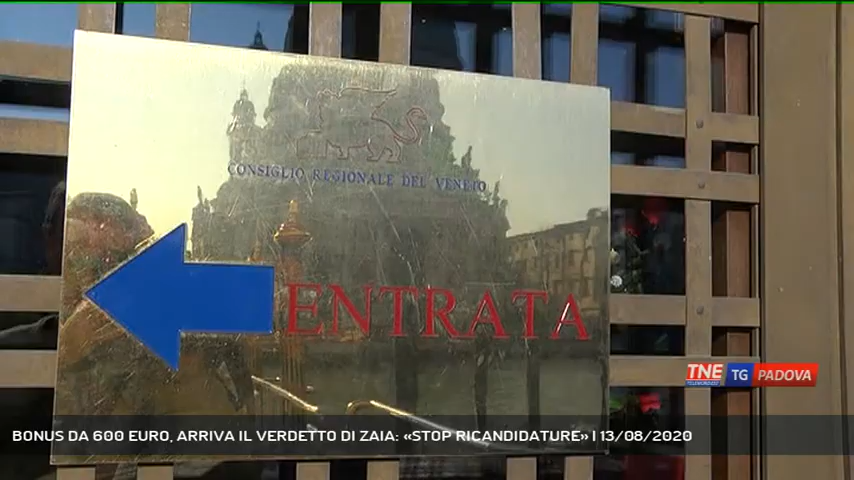 CONSIGLIO REGIONALE DEL VENETO
ENTRATA
TNE TG PADOVA
TELENORDEST
BONUS DA 600 EURO, ARRIVA IL VERDETTO DI ZAIA: «STOP RICANDIDATURE» | 13/08/2020